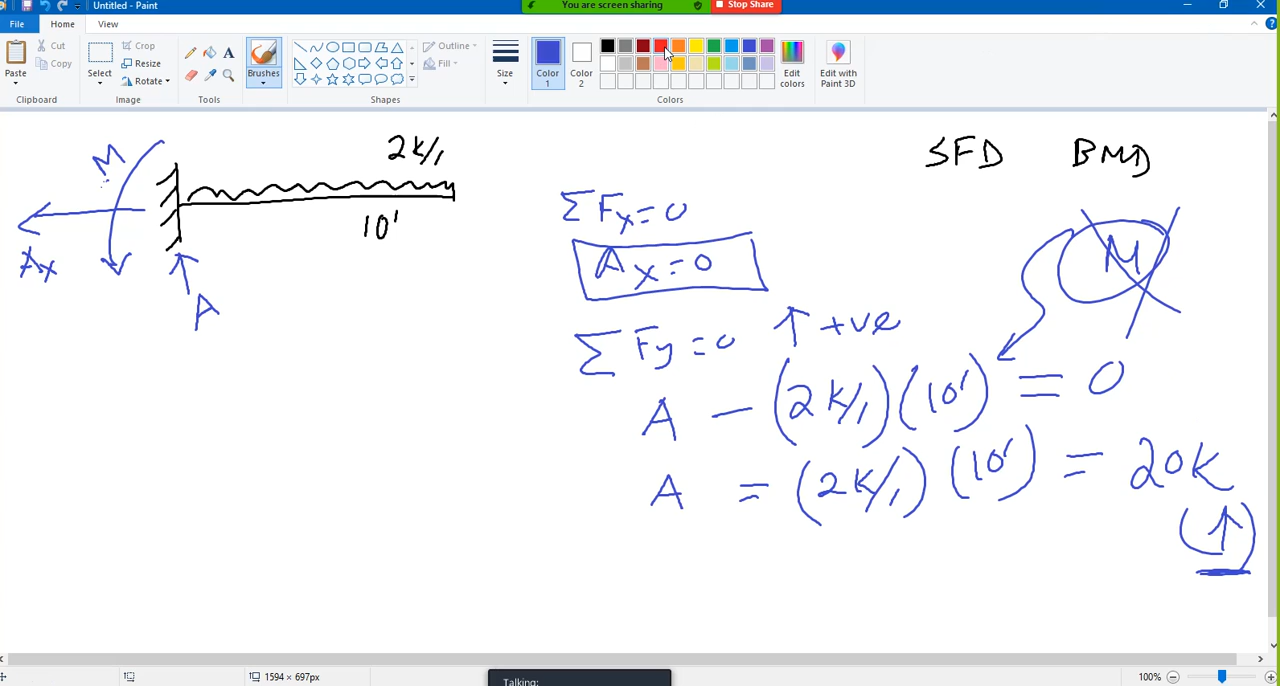 Untitled - Paint
You are screen sharing
Stop Share
File
Home
View
Paste
Cut
Copy
Clipboard
Select
Crop
Resize
Rotate
Image
Tools
Brushes
Shapes
Outline
Fill
Size
Color 1
Color 2
Edit colors
Colors
Edit with Paint 3D
M
2k/1
10'
Ax
A
SFD BMD
ΣFx=0
Ax=0
M
ΣFy=0 ↑ +ve
A - (2k/1)(10') = 0
A = (2k/1)(10') = 20k
(↑)
1594 × 697px
Talking:
100%